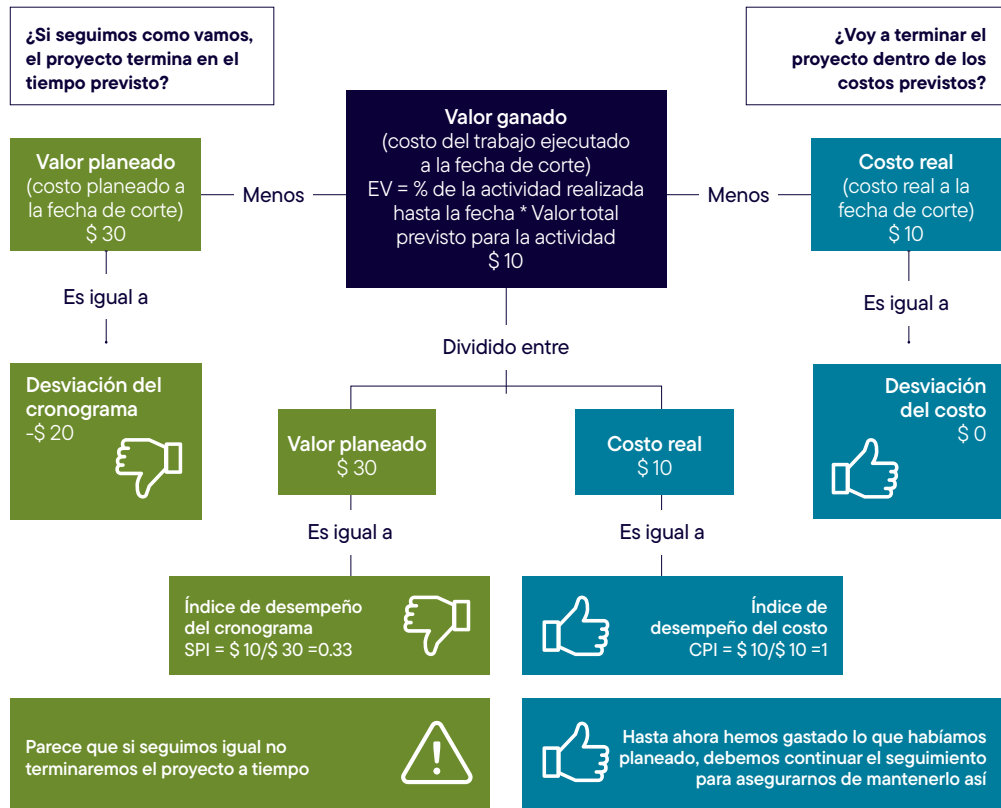 ¿Si seguimos como vamos,
el proyecto termina en el
tiempo previsto?
¿Voy a terminar el
proyecto dentro de los
costos previstos?
Valor ganado
(costo del trabajo ejecutado
a la fecha de corte)
EV = % de la actividad realizada
hasta la fecha * Valor total
previsto para la actividad
$ 10
Valor planeado
(costo planeado a
la fecha de corte)
$ 30
Menos
Menos
Costo real
(costo real a la
fecha de corte)
$ 10
Es igual a
Es igual a
Dividido entre
Desviación del
cronograma
-$ 20
Desviación
del costo
$ 0
Valor planeado
$ 30
Costo real
$ 10
Es igual a
Es igual a
Índice de desempeño
del cronograma
SPI = $ 10/$ 30 =0.33
Índice de
desempeño del costo
CPI = $ 10/$ 10 =1
Parece que si seguimos igual no
terminaremos el proyecto a tiempo
Hasta ahora hemos gastado lo que habíamos
planeado, debemos continuar el seguimiento
para asegurarnos de mantenerlo así